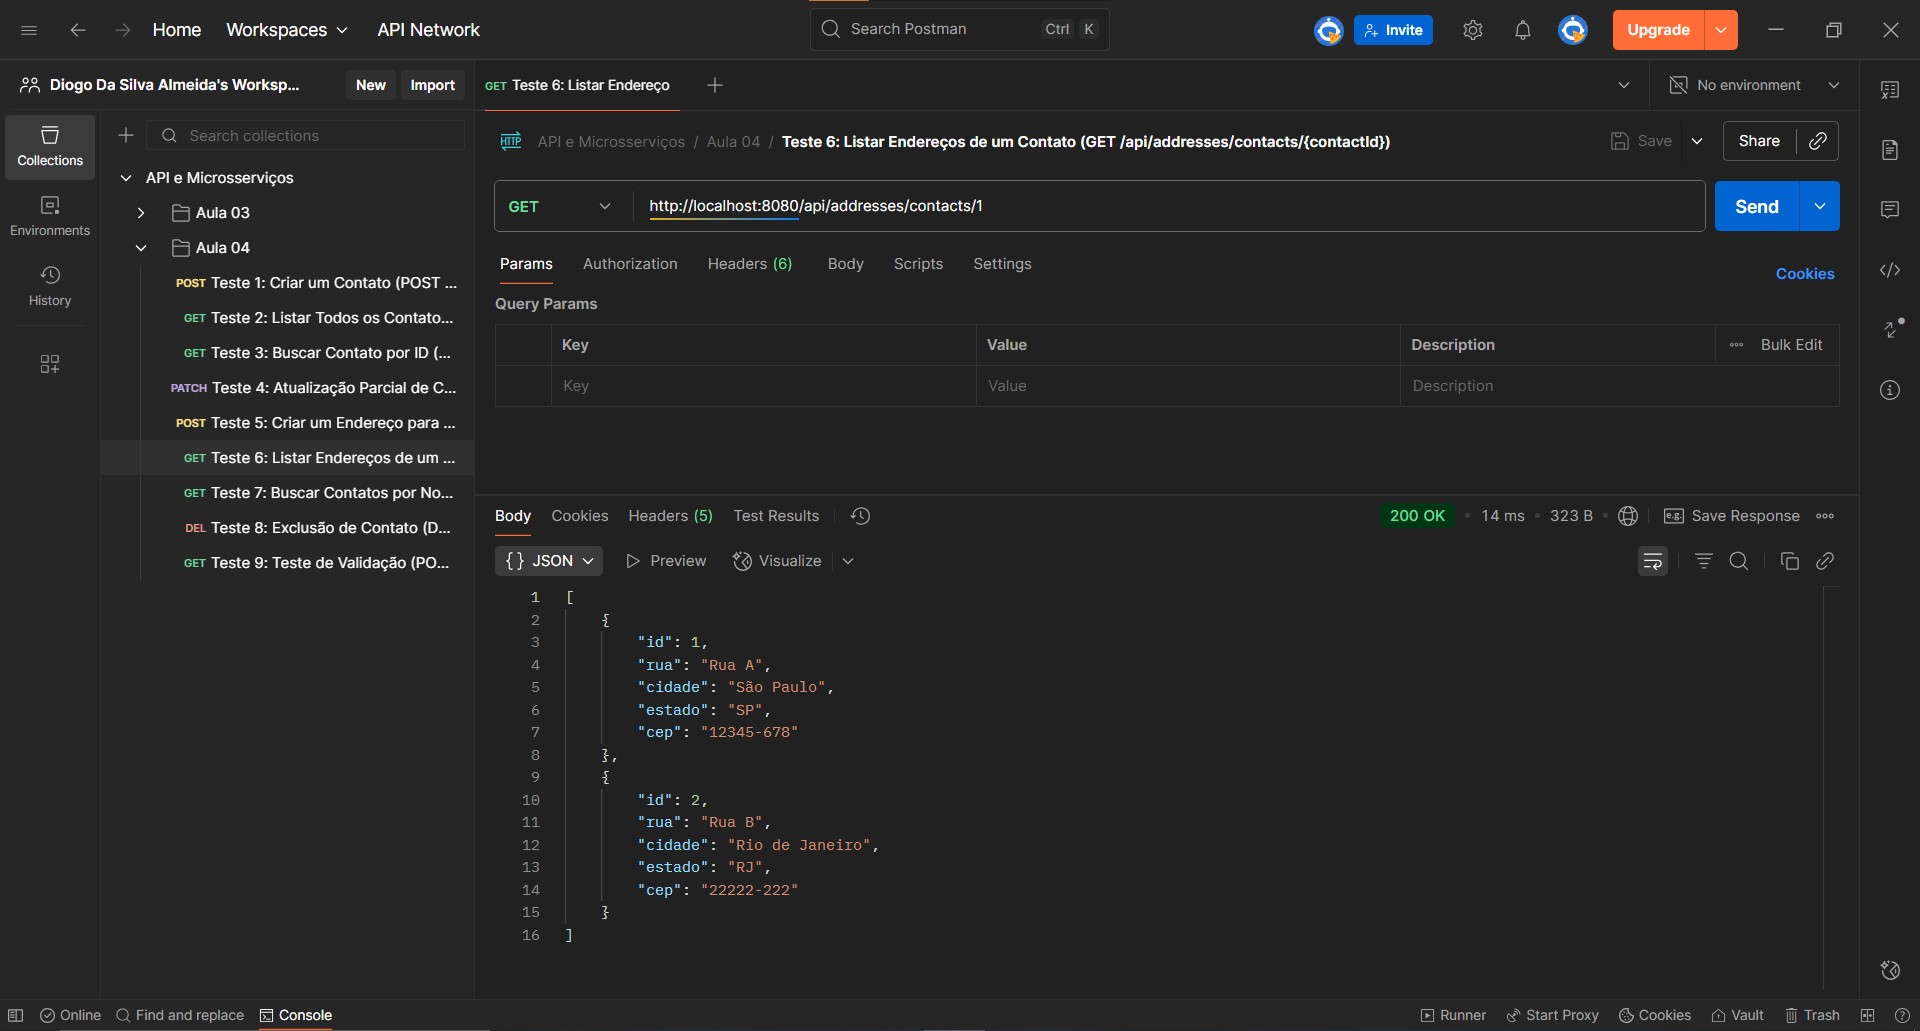 Home Workspaces API Network
Search Postman Ctrl K
Invite Upgrade
Diogo Da Silva Almeida's Worksp... New Import
GET Teste 6: Listar Endereço
No environment
Collections
Search collections
Environments
History
API e Microsserviços
Aula 03
Aula 04
POST Teste 1: Criar um Contato (POST ...
GET Teste 2: Listar Todos os Contato...
GET Teste 3: Buscar Contato por ID (...
PATCH Teste 4: Atualização Parcial de C...
POST Teste 5: Criar um Endereço para ...
GET Teste 6: Listar Endereços de um ...
GET Teste 7: Buscar Contatos por No...
DEL Teste 8: Exclusão de Contato (D...
GET Teste 9: Teste de Validação (PO...
HTTP API e Microsserviços / Aula 04 / Teste 6: Listar Endereços de um Contato (GET /api/addresses/contacts/{contactId})
Save Share
GET http://localhost:8080/api/addresses/contacts/1 Send
Params Authorization Headers (6) Body Scripts Settings
Cookies
Query Params
Key Value Description Bulk Edit
Key Value Description
Body Cookies Headers (5) Test Results
200 OK • 14 ms • 323 B e.g. Save Response
{} JSON Preview Visualize
1 [
2 {
3 "id": 1,
4 "rua": "Rua A",
5 "cidade": "São Paulo",
6 "estado": "SP",
7 "cep": "12345-678"
8 },
9 {
10 "id": 2,
11 "rua": "Rua B",
12 "cidade": "Rio de Janeiro",
13 "estado": "RJ",
14 "cep": "22222-222"
15 }
16 ]
Online Find and replace Console
Runner Start Proxy Cookies Vault Trash